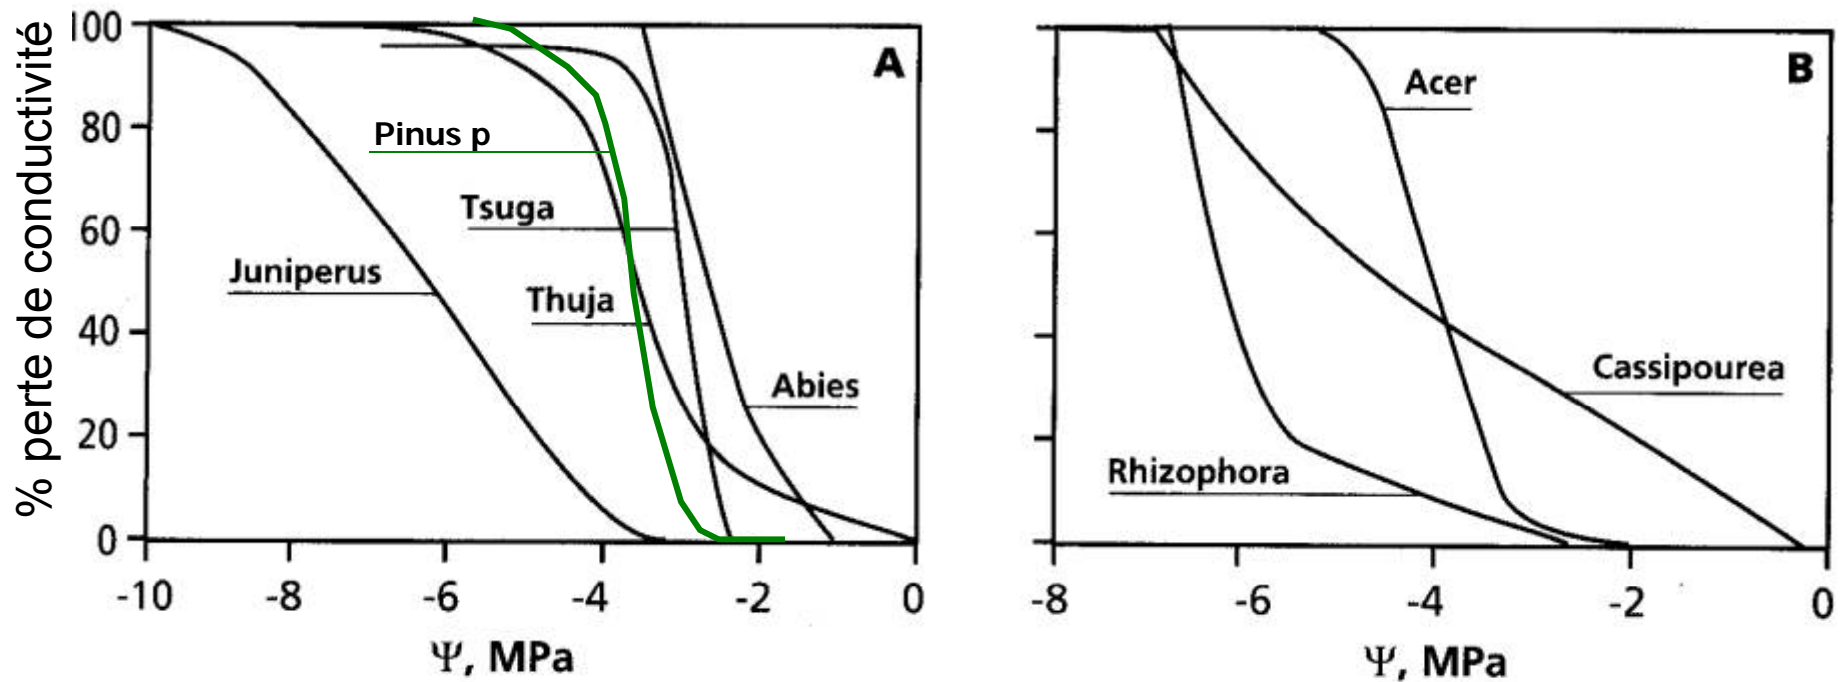 % perte de conductivité
100
80
60
40
20
0
A
Pinus p
Tsuga
Juniperus
Thuja
Abies
-10 -8 -6 -4 -2 0
Ψ, MPa
B
Acer
Cassipourea
Rhizophora
-8 -6 -4 -2 0
Ψ, MPa